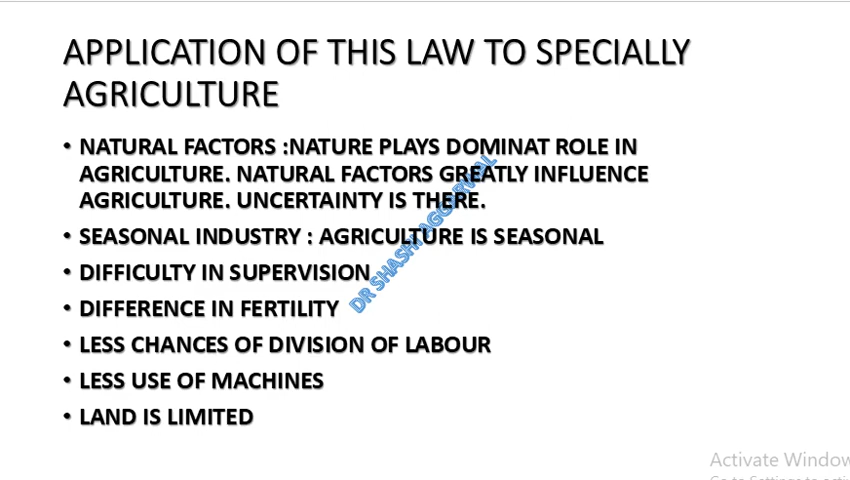 APPLICATION OF THIS LAW TO SPECIALLY
AGRICULTURE
• NATURAL FACTORS :NATURE PLAYS DOMINAT ROLE IN
AGRICULTURE. NATURAL FACTORS GREATLY INFLUENCE
AGRICULTURE. UNCERTAINTY IS THERE.
• SEASONAL INDUSTRY : AGRICULTURE IS SEASONAL
• DIFFICULTY IN SUPERVISION
• DIFFERENCE IN FERTILITY
• LESS CHANCES OF DIVISION OF LABOUR
• LESS USE OF MACHINES
• LAND IS LIMITED
DR SHASHI AGGARWAL
Activate Window